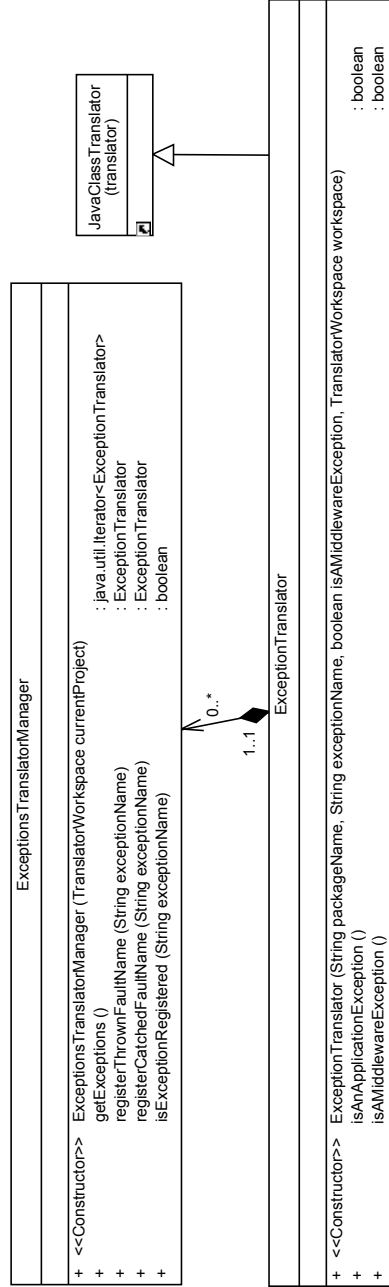 ExceptionsTranslatorManager
+ <<Constructor>> ExceptionsTranslatorManager (TranslatorWorkspace currentProject)
+ getExceptions () : java.util.Iterator<ExceptionTranslator>
+ registerThrownFaultName (String exceptionName) : ExceptionTranslator
+ registerCatchedFaultName (String exceptionName) : ExceptionTranslator
+ isExceptionRegistered (String exceptionName) : boolean
JavaClassTranslator
(translator)
0..*
1..1
ExceptionTranslator
+ <<Constructor>> ExceptionTranslator (String packageName, String exceptionName, boolean isAMiddlewareException, TranslatorWorkspace workspace)
+ isAnApplicationException () : boolean
+ isAMiddlewareException () : boolean